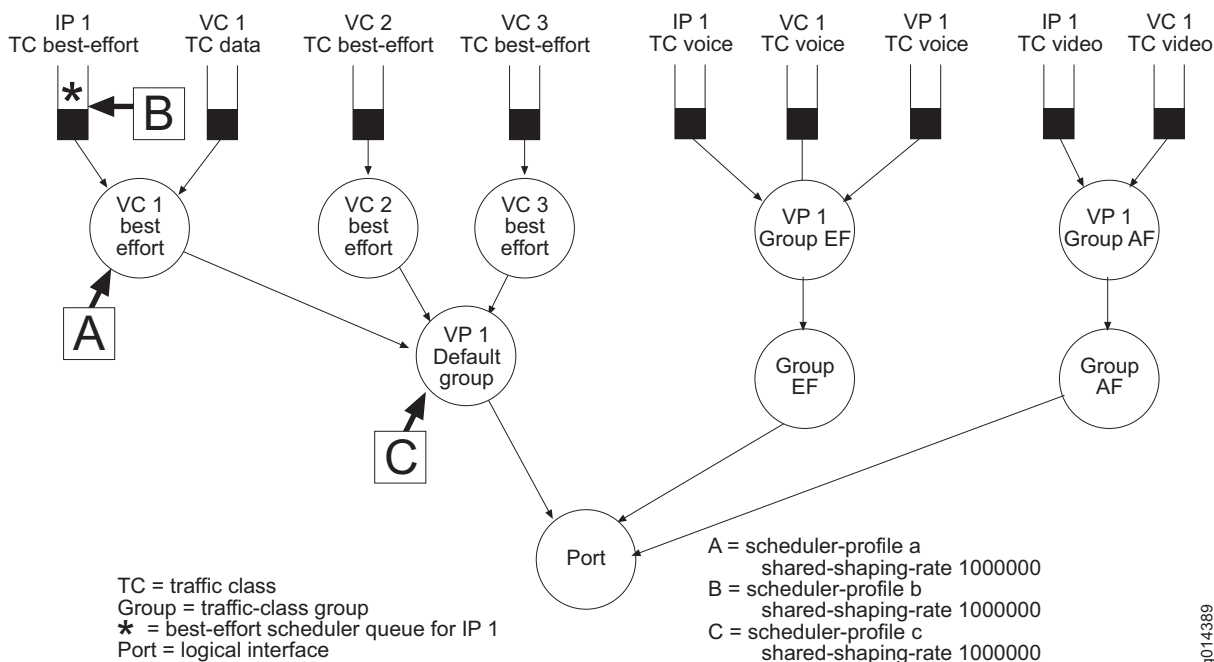 IP 1
TC best-effort
VC 1
TC data
VC 2
TC best-effort
VC 3
TC best-effort
IP 1
TC voice
VC 1
TC voice
VP 1
TC voice
IP 1
TC video
VC 1
TC video
*
B
VC 1
best
effort
VC 2
best
effort
VC 3
best
effort
VP 1
Group EF
VP 1
Group AF
A
VP 1
Default
group
Group
EF
Group
AF
C
Port
TC = traffic class
Group = traffic-class group
* = best-effort scheduler queue for IP 1
Port = logical interface
A = scheduler-profile a
shared-shaping-rate 1000000
B = scheduler-profile b
shared-shaping-rate 1000000
C = scheduler-profile c
shared-shaping-rate 1000000
g014389